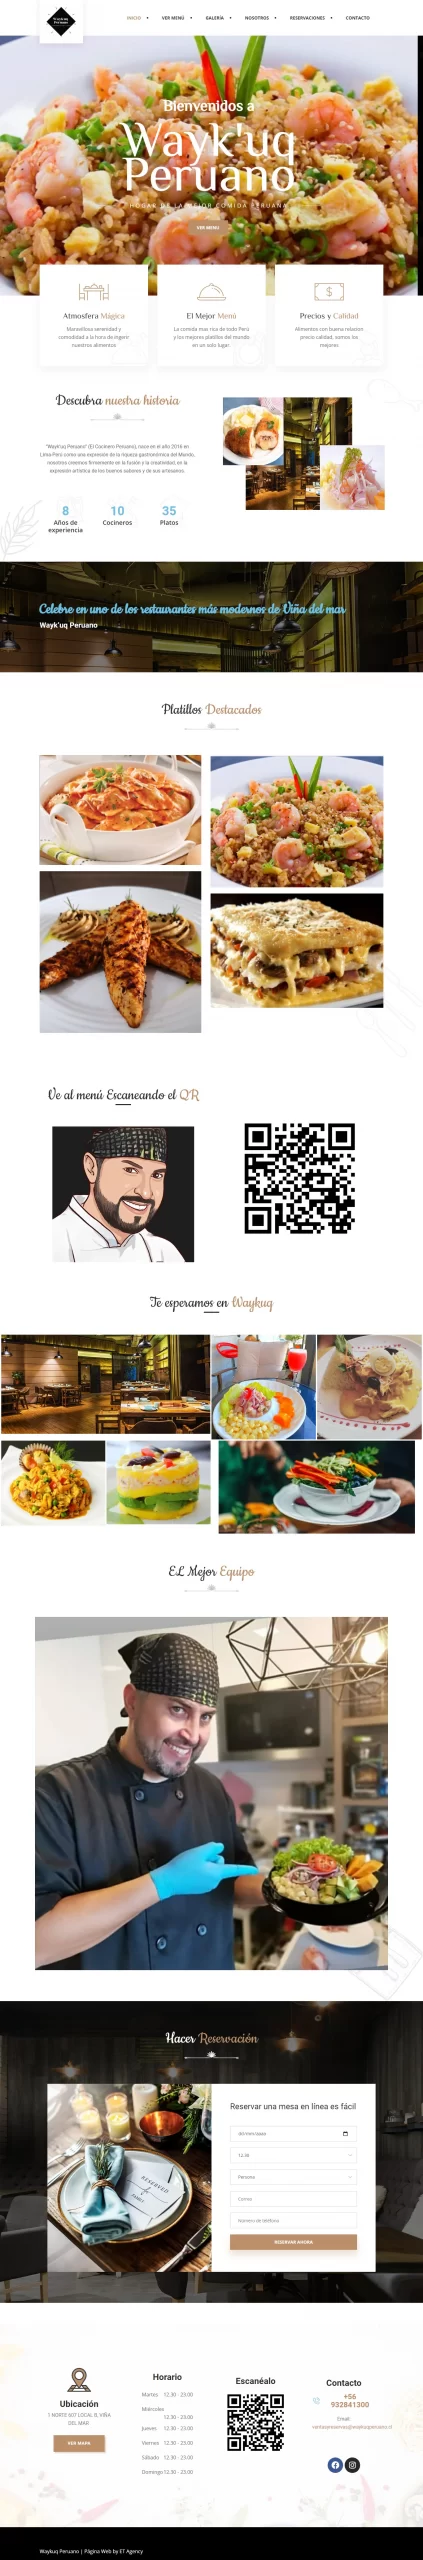 Wayk'uq
Peruano
INICIO
VER MENÚ
GALERÍA
NOSOTROS
RESERVACIONES
CONTACTO
Bienvenidos a
Wayk'uq
Peruano
HOGAR DE LA MEJOR COMIDA PERUANA
VER MENU
Atmosfera Mágica
Maravillosa serenidad y
comodidad a la hora de ingerir
nuestros alimentos
El Mejor Menú
La comida mas rica de todo Perú
y los mejores platillos del mundo
en un solo lugar.
Precios y Calidad
Alimentos con buena relacion
precio calidad, somos los
mejores
Descubra nuestra historia
"Wayk'uq Peruano" (El Cocinero Peruano), nace en el año 2016 en
Lima-Perú como una expresión de la riqueza gastronómica del Mundo,
nosotros creemos firmemente en la fusión y la creatividad, en la
expresión artística de los buenos sabores y de sus artesanos.
8
Años de
experiencia
10
Cocineros
35
Platos
Celebre en uno de los restaurantes más modernos de Viña del mar
Wayk'uq Peruano
Platillos Destacados
Ve al menú Escaneando el QR
Te esperamos en Waykuq
EL Mejor Equipo
Hacer Reservación
RESERVED
FAMILY
Reservar una mesa en línea es fácil
dd/mm/aaaa
12.30
Persona
Correo
Número de teléfono
RESERVAR AHORA
Ubicación
1 NORTE 607 LOCAL B, VIÑA
DEL MAR
VER MAPA
Horario
Martes 12.30 - 23.00
Miércoles
12.30 - 23.00
Jueves 12.30 - 23.00
Viernes 12.30 - 23.00
Sábado 12.30 - 23.00
Domingo 12.30 - 23.00
Escanéalo
Contacto
+56
932841300
Email:
ventasyreservas@waykuqperuano.cl
Waykuq Peruano | Página Web by ET Agency